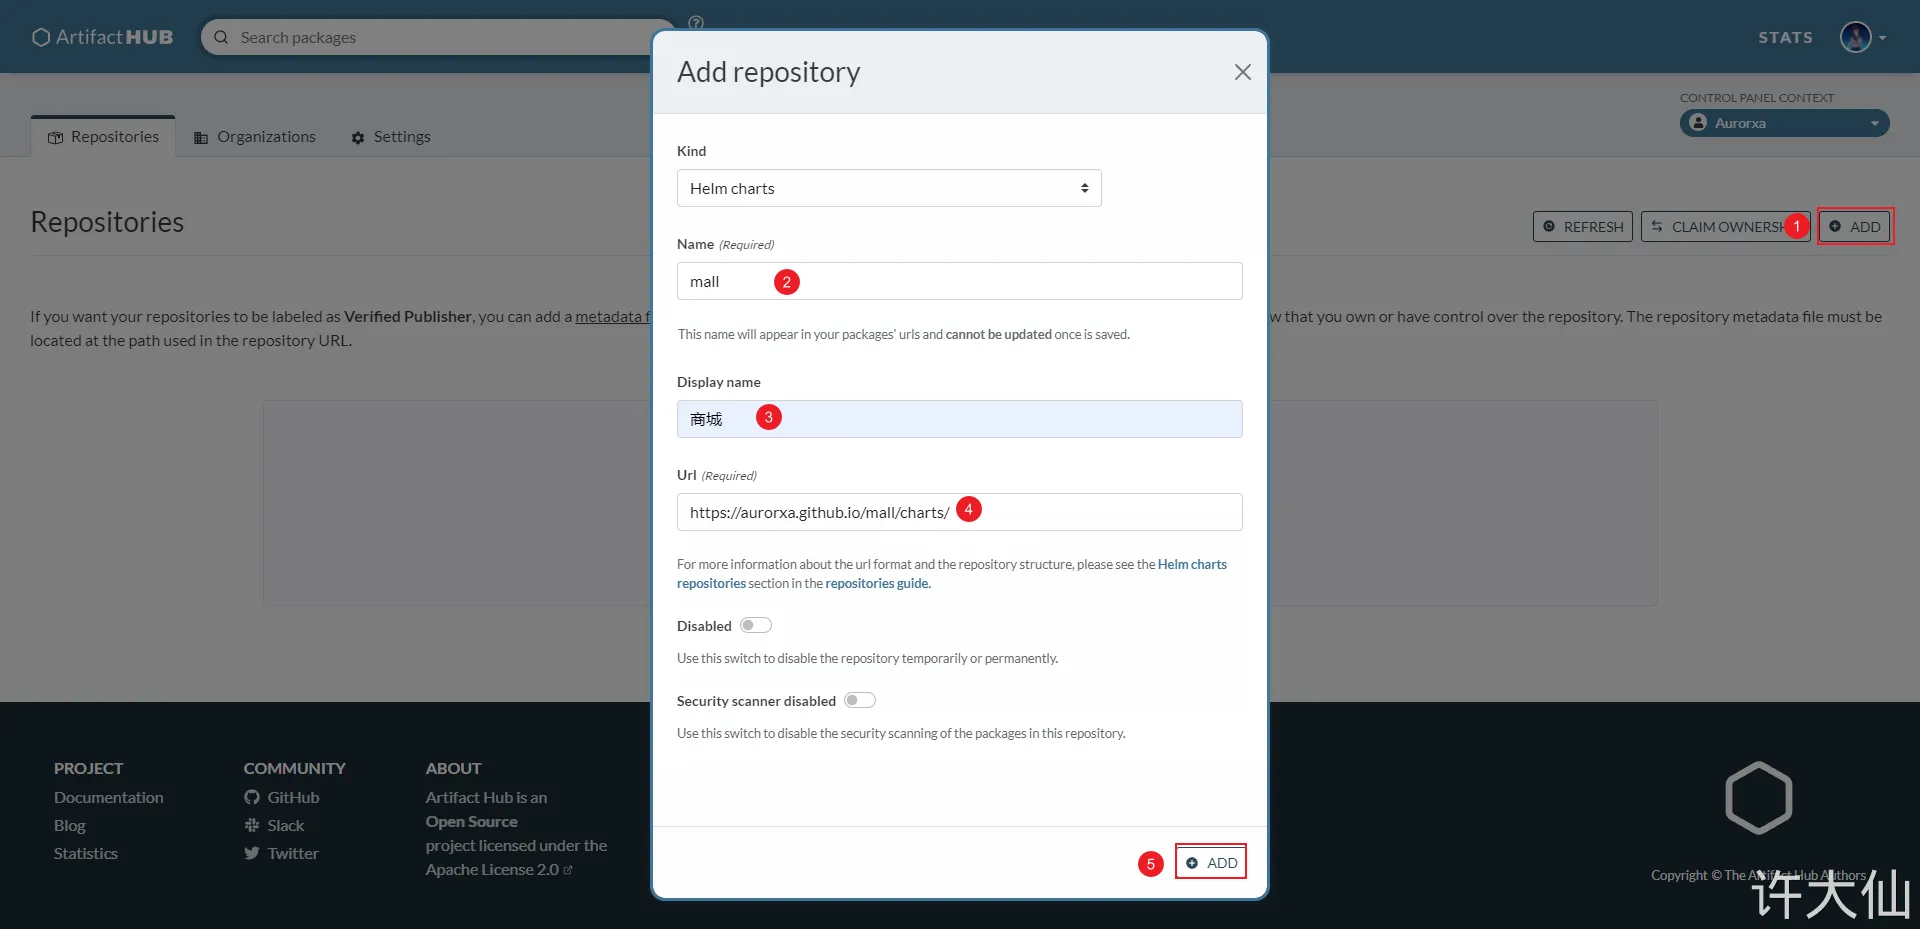 Artifact HUB
Search packages
STATS
CONTROL PANEL CONTEXT
Aurorxa
Repositories
Organizations
Settings
Repositories
REFRESH
CLAIM OWNERSH
1
ADD
If you want your repositories to be labeled as Verified Publisher, you can add a metadata f
w that you own or have control over the repository. The repository metadata file must be
located at the path used in the repository URL.
Add repository
Kind
Helm charts
Name (Required)
mall
2
This name will appear in your packages' urls and cannot be updated once is saved.
Display name
商城
3
Url (Required)
https://aurorxa.github.io/mall/charts/
4
For more information about the url format and the repository structure, please see the Helm charts
repositories section in the repositories guide.
Disabled
Use this switch to disable the repository temporarily or permanently.
Security scanner disabled
Use this switch to disable the security scanning of the packages in this repository.
5
ADD
PROJECT
Documentation
Blog
Statistics
COMMUNITY
GitHub
Slack
Twitter
ABOUT
Artifact Hub is an
Open Source
project licensed under the
Apache License 2.0
Copyright © The Artifact Hub Authors
许大仙